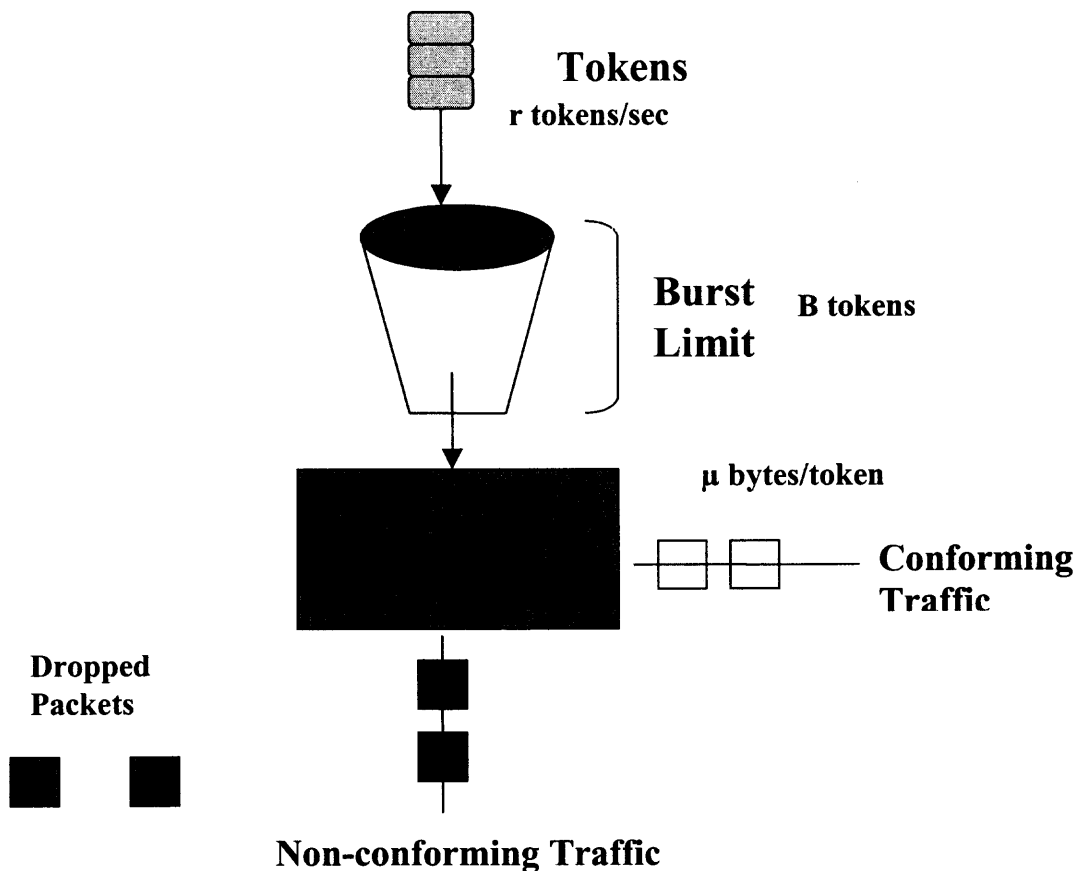 Tokens
r tokens/sec
Burst
Limit
B tokens
µ bytes/token
Conforming
Traffic
Dropped
Packets
Non-conforming Traffic